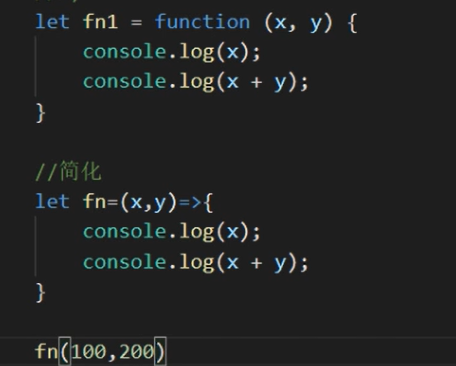 let fn1 = function (x, y) {
    console.log(x);
    console.log(x + y);
}
//简化
let fn=(x,y)=>{
    console.log(x);
    console.log(x + y);
}
fn(100,200)